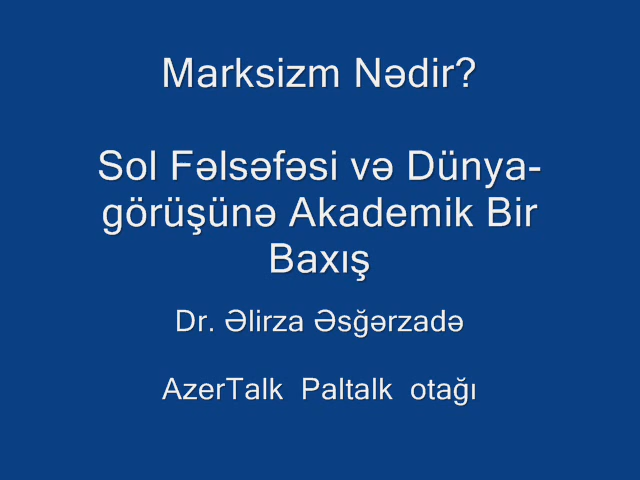 Marksizm Nədir?
Sol Fəlsəfəsi və Dünya-
görüşünə Akademik Bir
Baxış
Dr. Əlirza Əsğərzadə
AzerTalk Paltalk otağı